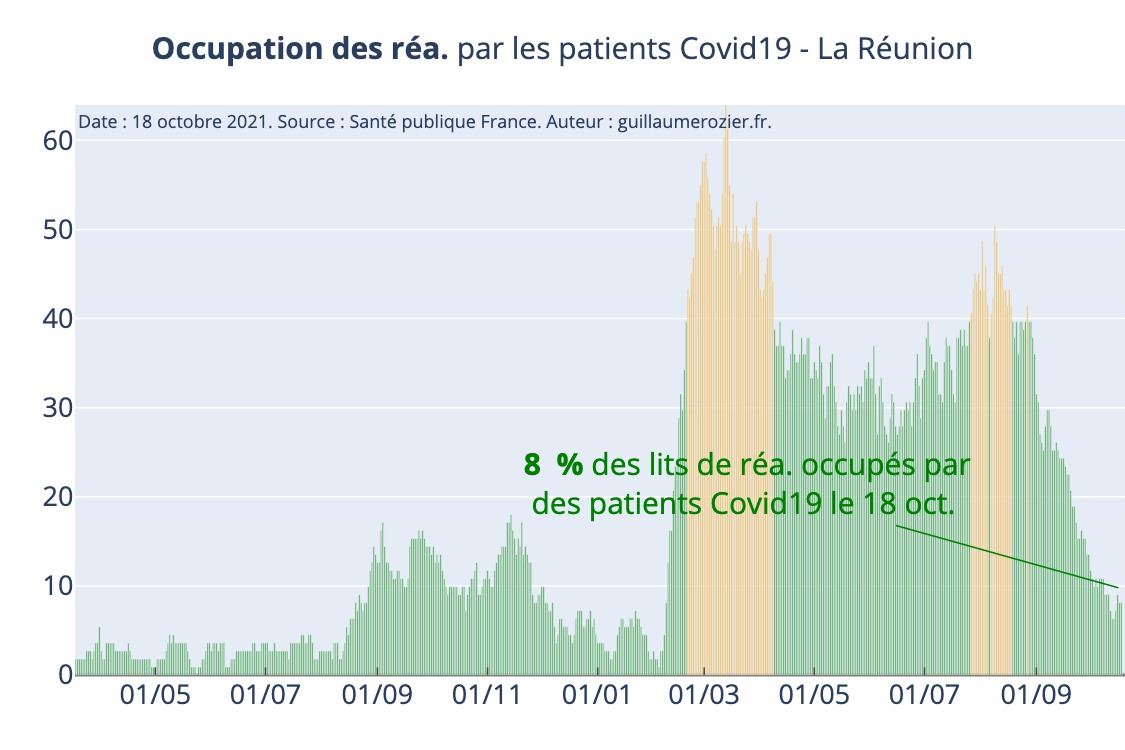 Occupation des réa. par les patients Covid19 - La Réunion
Date : 18 octobre 2021. Source : Santé publique France. Auteur : guillaumerozier.fr.
60
50
40
30
8 % des lits de réa. occupés par
des patients Covid19 le 18 oct.
20
10
0
01/05 01/07 01/09 01/11 01/01 01/03 01/05 01/07 01/09